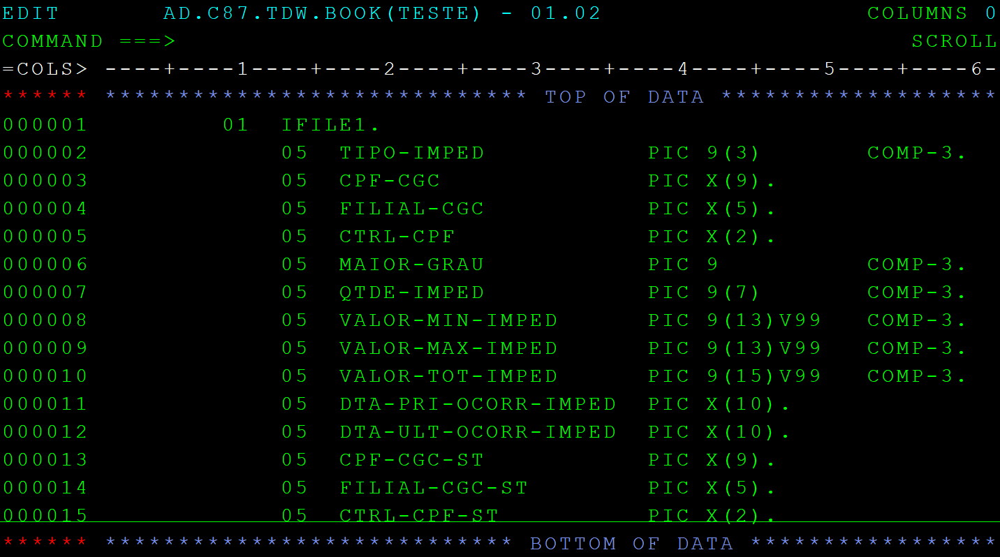 EDIT       AD.C87.TDW.BOOK(TESTE) - 01.02                  COLUMNS 0
COMMAND ===>                                                  SCROLL
=COLS> ----+----1----+----2----+----3----+----4----+----5----+----6-
****** ***************************** TOP OF DATA *******************
000001         01  IFILE1.
000002             05  TIPO-IMPED           PIC 9(3)       COMP-3.
000003             05  CPF-CGC              PIC X(9).
000004             05  FILIAL-CGC           PIC X(5).
000005             05  CTRL-CPF             PIC X(2).
000006             05  MAIOR-GRAU           PIC 9          COMP-3.
000007             05  QTDE-IMPED           PIC 9(7)       COMP-3.
000008             05  VALOR-MIN-IMPED      PIC 9(13)V99   COMP-3.
000009             05  VALOR-MAX-IMPED      PIC 9(13)V99   COMP-3.
000010             05  VALOR-TOT-IMPED      PIC 9(15)V99   COMP-3.
000011             05  DTA-PRI-OCORR-IMPED  PIC X(10).
000012             05  DTA-ULT-OCORR-IMPED  PIC X(10).
000013             05  CPF-CGC-ST           PIC X(9).
000014             05  FILIAL-CGC-ST        PIC X(5).
000015             05  CTRL-CPF-ST          PIC X(2).
****** **************************** BOTTOM OF DATA *****************